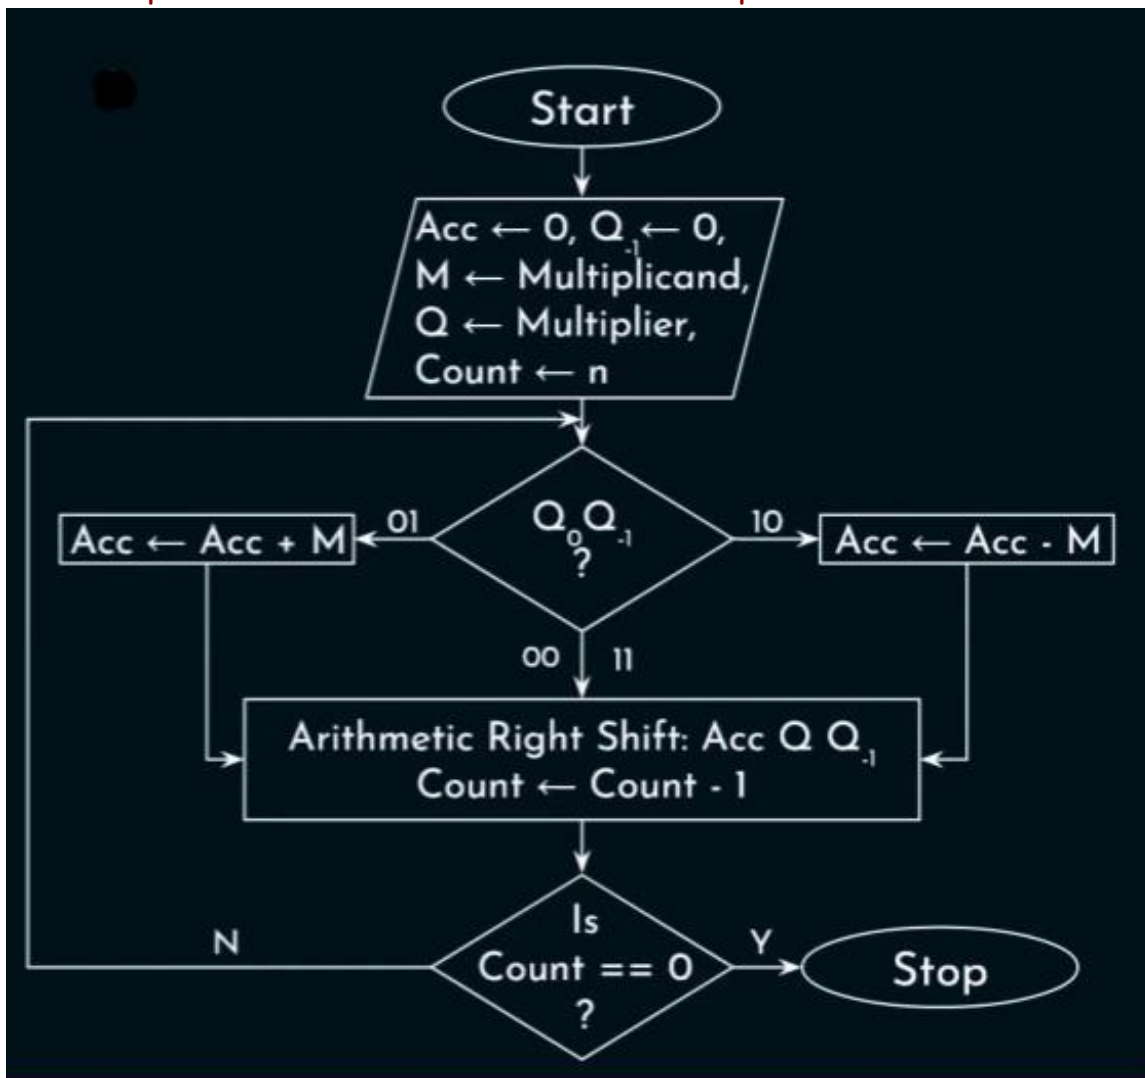 Start
Acc ← 0, Q₋₁ ← 0,
M ← Multiplicand,
Q ← Multiplier,
Count ← n
Q₀Q₋₁
?
01
10
Acc ← Acc + M
Acc ← Acc - M
00
11
Arithmetic Right Shift: Acc Q Q₋₁
Count ← Count - 1
Is
Count == 0
?
N
Y
Stop